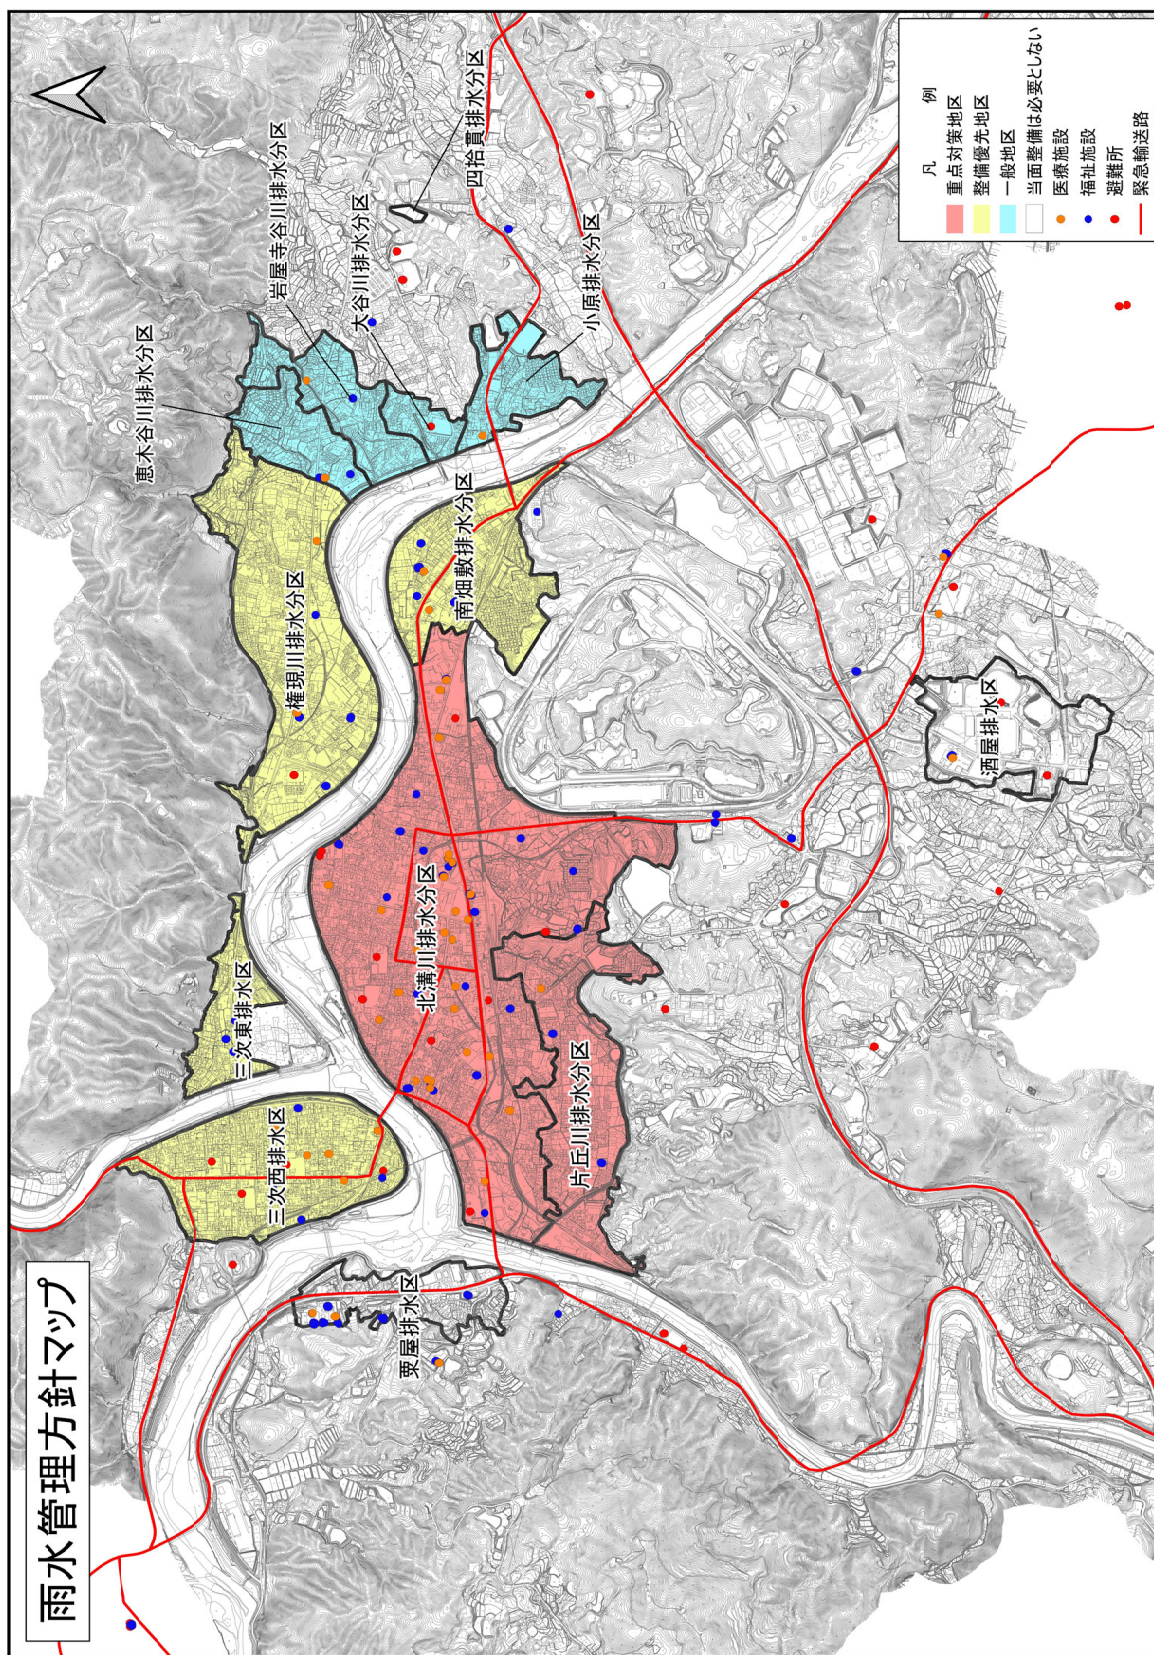 雨水管理方針マップ
恵木谷川排水分区
岩屋寺谷川排水分区
大谷川排水分区
四拾貫排水分区
小原排水分区
権現川排水分区
南畑敷排水分区
三次東排水区
三次西排水区
北溝川排水分区
片丘川排水分区
粟屋排水区
酒屋排水区
凡 例
重点対策地区
整備優先地区
一般地区
当面整備は必要としない
医療施設
福祉施設
避難所
緊急輸送路